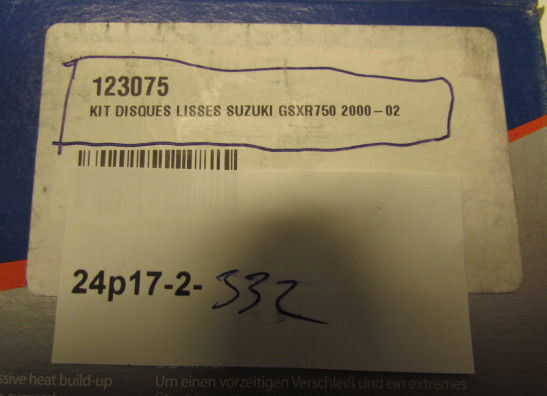 123075
KIT DISQUES LISSES SUZUKI GSXR750 2000-02
24p17-2-532
ssive heat build-up
Um einen vorzeitigen Verschleiß und ein extremes